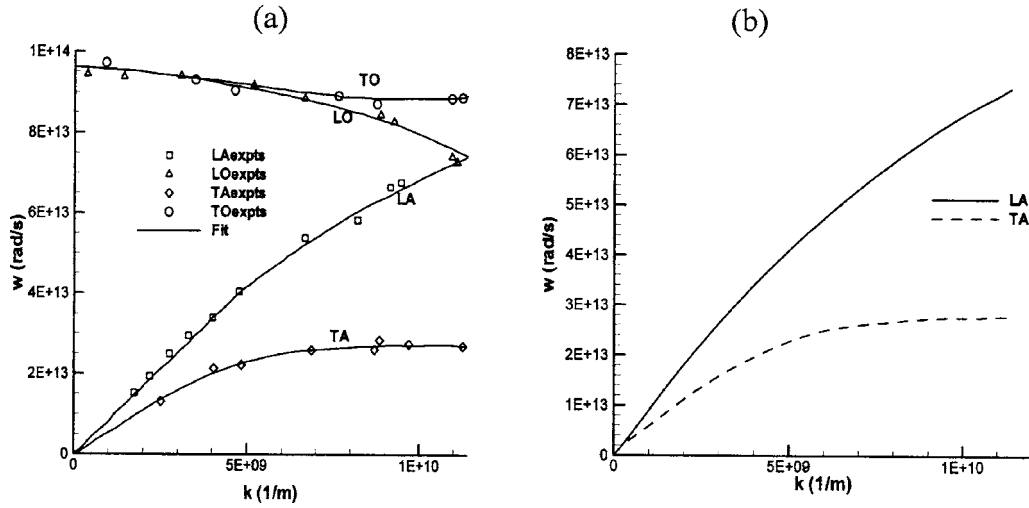 (a)
1E+14
8E+13
6E+13
4E+13
2E+13
0
w (rad/s)
TO
LO
LA
TA
LAexpts
LOexpts
TAexpts
TOexpts
Fit
0
5E+09
1E+10
k (1/m)
(b)
8E+13
7E+13
6E+13
5E+13
4E+13
3E+13
2E+13
1E+13
0
w (rad/s)
LA
TA
0
5E+09
1E+10
k (1/m)